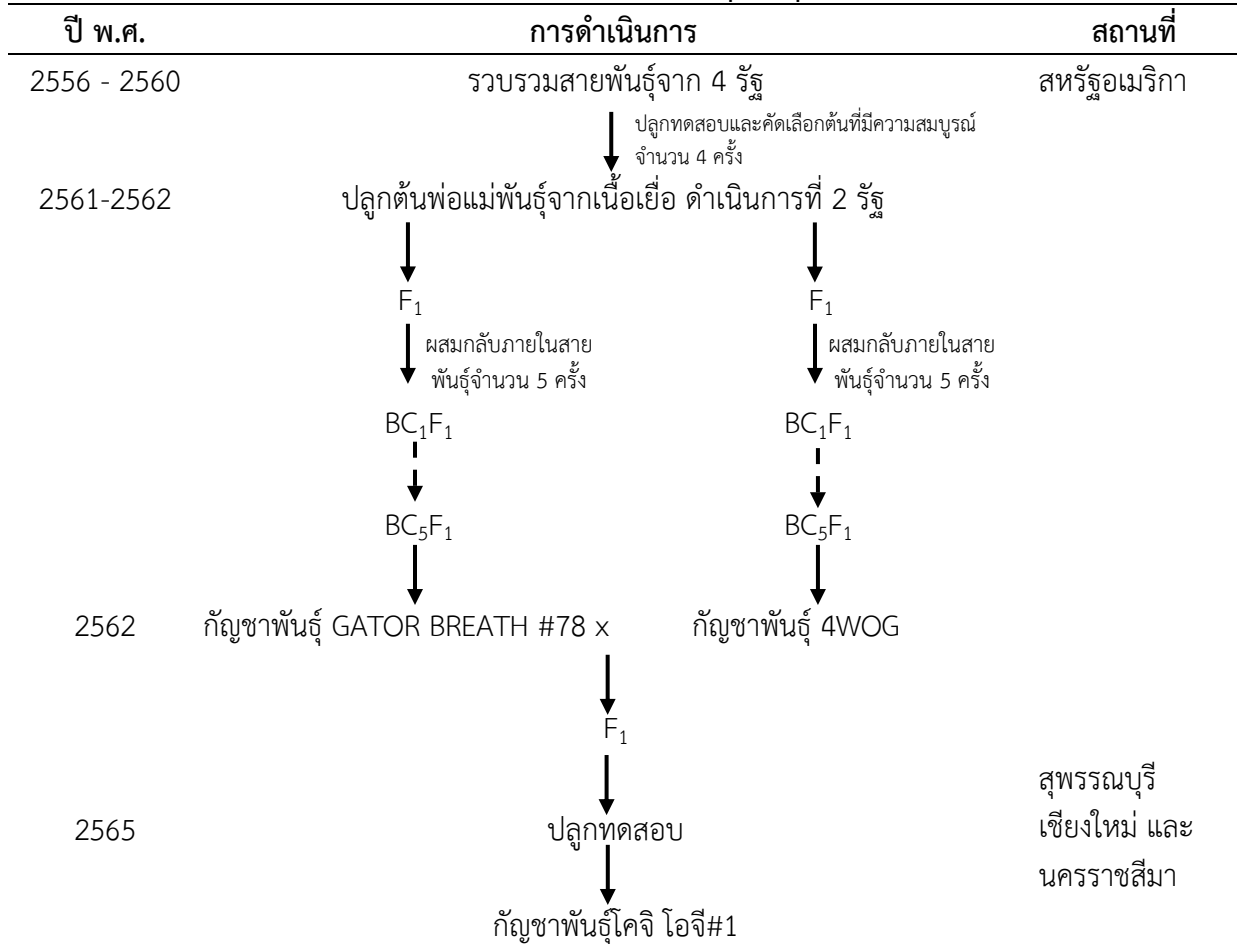 ปี พ.ศ. การดำเนินการ สถานที่
2556 - 2560 รวบรวมสายพันธุ์จาก 4 รัฐ สหรัฐอเมริกา
ปลูกทดสอบและคัดเลือกต้นที่มีความสมบูรณ์
จำนวน 4 ครั้ง
2561-2562 ปลูกต้นพ่อแม่พันธุ์จากเนื้อเยื่อ ดำเนินการที่ 2 รัฐ
F₁ F₁
ผสมกลับภายในสาย ผสมกลับภายในสาย
พันธุ์จำนวน 5 ครั้ง พันธุ์จำนวน 5 ครั้ง
BC₁F₁ BC₁F₁
BC₅F₁ BC₅F₁
2562 กัญชาพันธุ์ GATOR BREATH #78 x กัญชาพันธุ์ 4WOG
F₁
สุพรรณบุรี
2565 ปลูกทดสอบ เชียงใหม่ และ
นครราชสีมา
กัญชาพันธุ์โคจิ โอจี#1